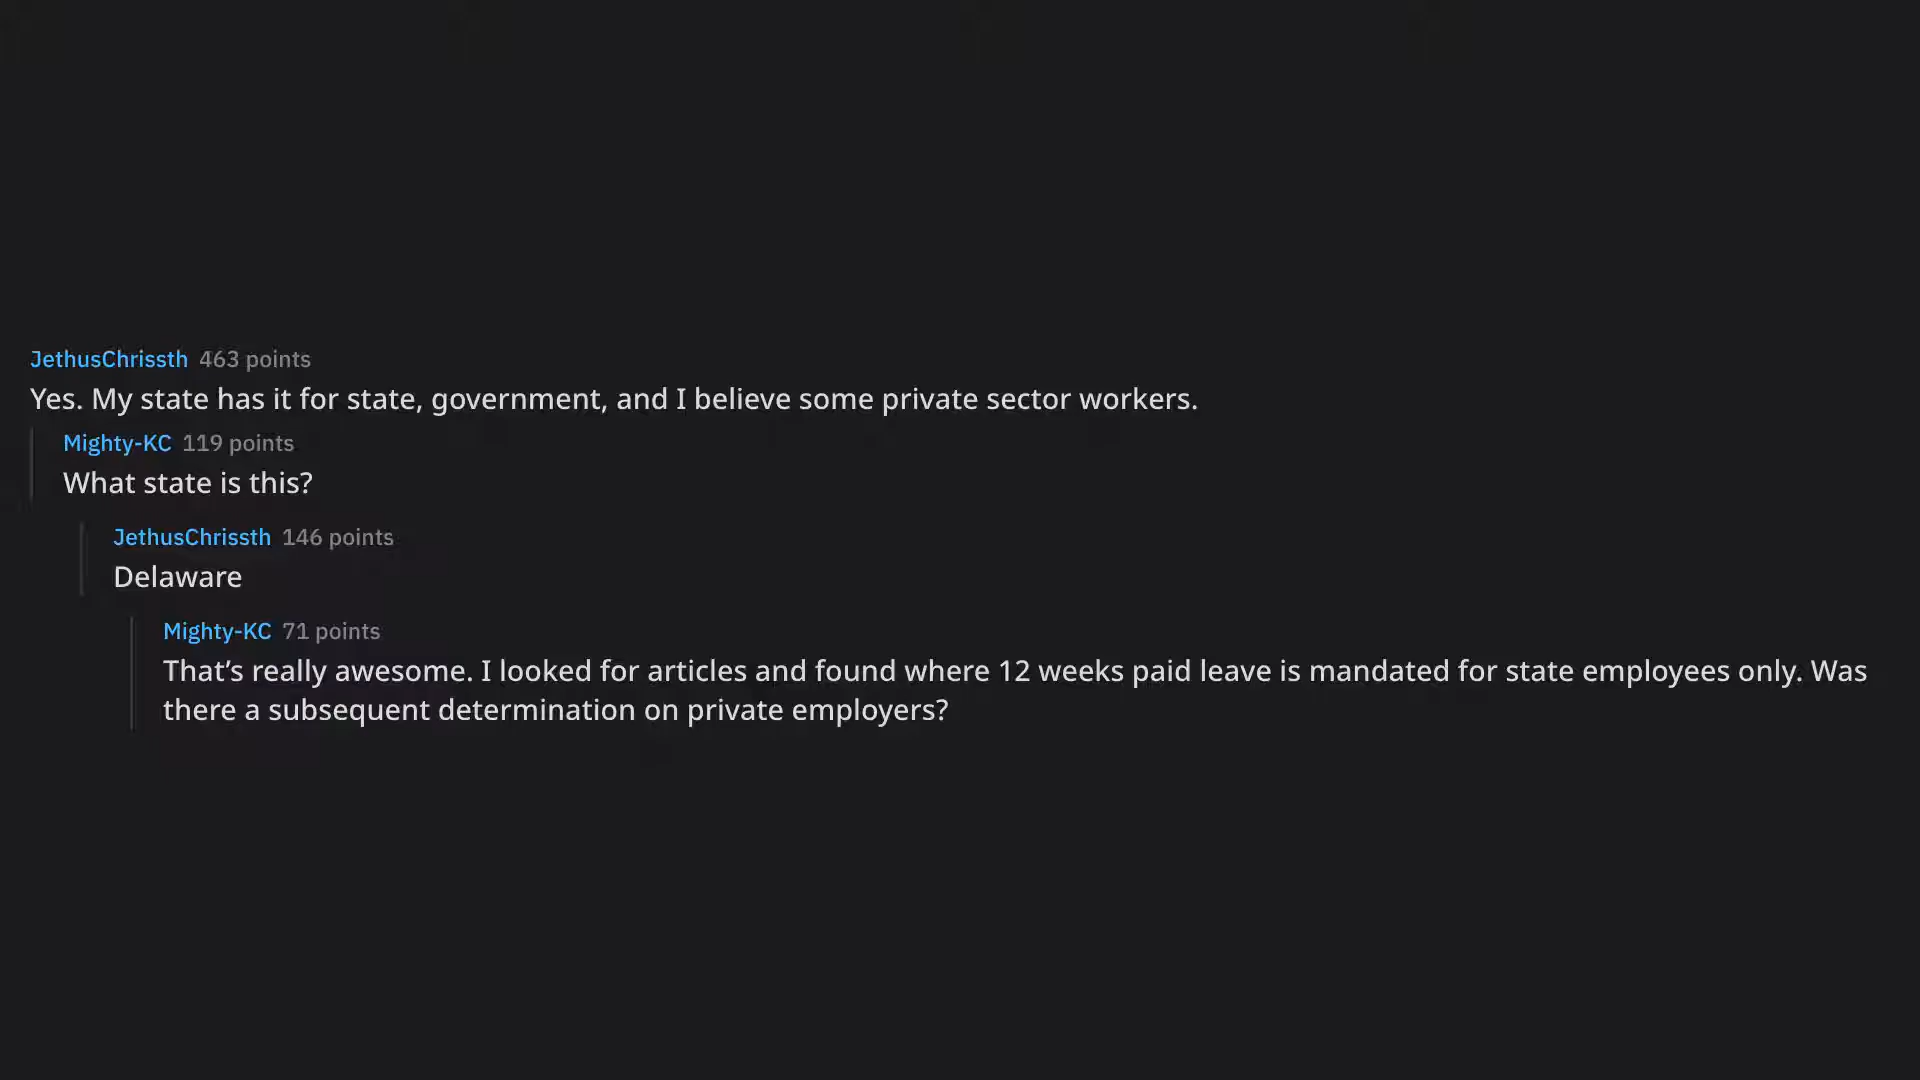 JethusChrissth 463 points
Yes. My state has it for state, government, and I believe some private sector workers.
Mighty-KC 119 points
What state is this?
JethusChrissth 146 points
Delaware
Mighty-KC 71 points
That’s really awesome. I looked for articles and found where 12 weeks paid leave is mandated for state employees only. Was
there a subsequent determination on private employers?